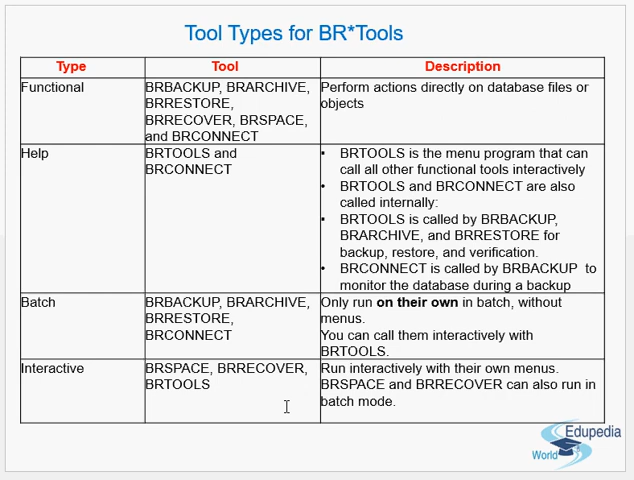 Tool Types for BR*Tools
Type Tool Description
Functional
BRBACKUP, BRARCHIVE,
BRRESTORE,
BRRECOVER, BRSPACE,
and BRCONNECT
Perform actions directly on database files or
objects
Help
BRTOOLS and
BRCONNECT
• BRTOOLS is the menu program that can
call all other functional tools interactively
• BRTOOLS and BRCONNECT are also
called internally:
• BRTOOLS is called by BRBACKUP,
BRARCHIVE, and BRRESTORE for
backup, restore, and verification.
• BRCONNECT is called by BRBACKUP to
monitor the database during a backup
Batch
BRBACKUP, BRARCHIVE,
BRRESTORE,
BRCONNECT
Only run on their own in batch, without
menus.
You can call them interactively with
BRTOOLS.
Interactive
BRSPACE, BRRECOVER,
BRTOOLS
Run interactively with their own menus.
BRSPACE and BRRECOVER can also run in
batch mode.
Edupedia
World